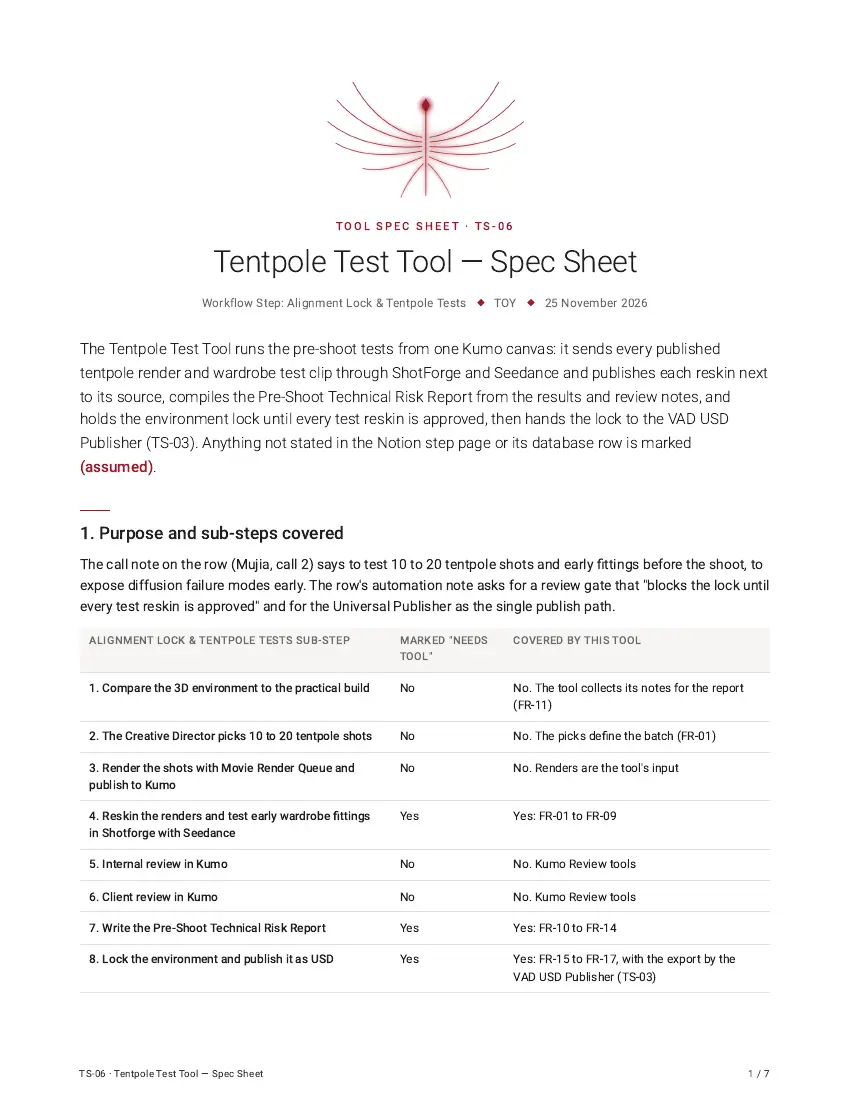 TOOL SPEC SHEET · TS-06
Tentpole Test Tool — Spec Sheet
Workflow Step: Alignment Lock & Tentpole Tests ◆ TOY ◆ 25 November 2026
The Tentpole Test Tool runs the pre-shoot tests from one Kumo canvas: it sends every published
tentpole render and wardrobe test clip through ShotForge and Seedance and publishes each reskin next
to its source, compiles the Pre-Shoot Technical Risk Report from the results and review notes, and
holds the environment lock until every test reskin is approved, then hands the lock to the VAD USD
Publisher (TS-03). Anything not stated in the Notion step page or its database row is marked
(assumed).
1. Purpose and sub-steps covered
The call note on the row (Mujia, call 2) says to test 10 to 20 tentpole shots and early fittings before the shoot, to
expose diffusion failure modes early. The row's automation note asks for a review gate that "blocks the lock until
every test reskin is approved" and for the Universal Publisher as the single publish path.
ALIGNMENT LOCK & TENTPOLE TESTS SUB-STEP MARKED "NEEDS TOOL" COVERED BY THIS TOOL
1. Compare the 3D environment to the practical build No No. The tool collects its notes for the report
(FR-11)
2. The Creative Director picks 10 to 20 tentpole shots No No. The picks define the batch (FR-01)
3. Render the shots with Movie Render Queue and
publish to Kumo No No. Renders are the tool's input
4. Reskin the renders and test early wardrobe fittings
in Shotforge with Seedance Yes Yes: FR-01 to FR-09
5. Internal review in Kumo No No. Kumo Review tools
6. Client review in Kumo No No. Kumo Review tools
7. Write the Pre-Shoot Technical Risk Report Yes Yes: FR-10 to FR-14
8. Lock the environment and publish it as USD Yes Yes: FR-15 to FR-17, with the export by the
VAD USD Publisher (TS-03)
TS-06 · Tentpole Test Tool — Spec Sheet 1 / 7